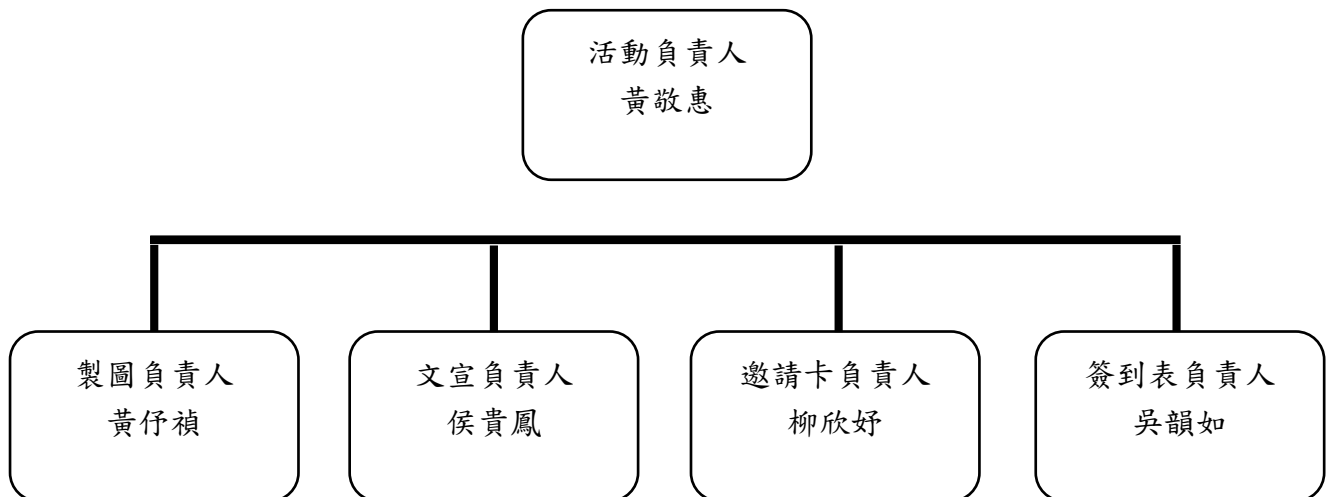 活動負責人
黃敬惠
製圖負責人
黃伃禎
文宣負責人
侯貴鳳
邀請卡負責人
柳欣妤
簽到表負責人
吳韻如